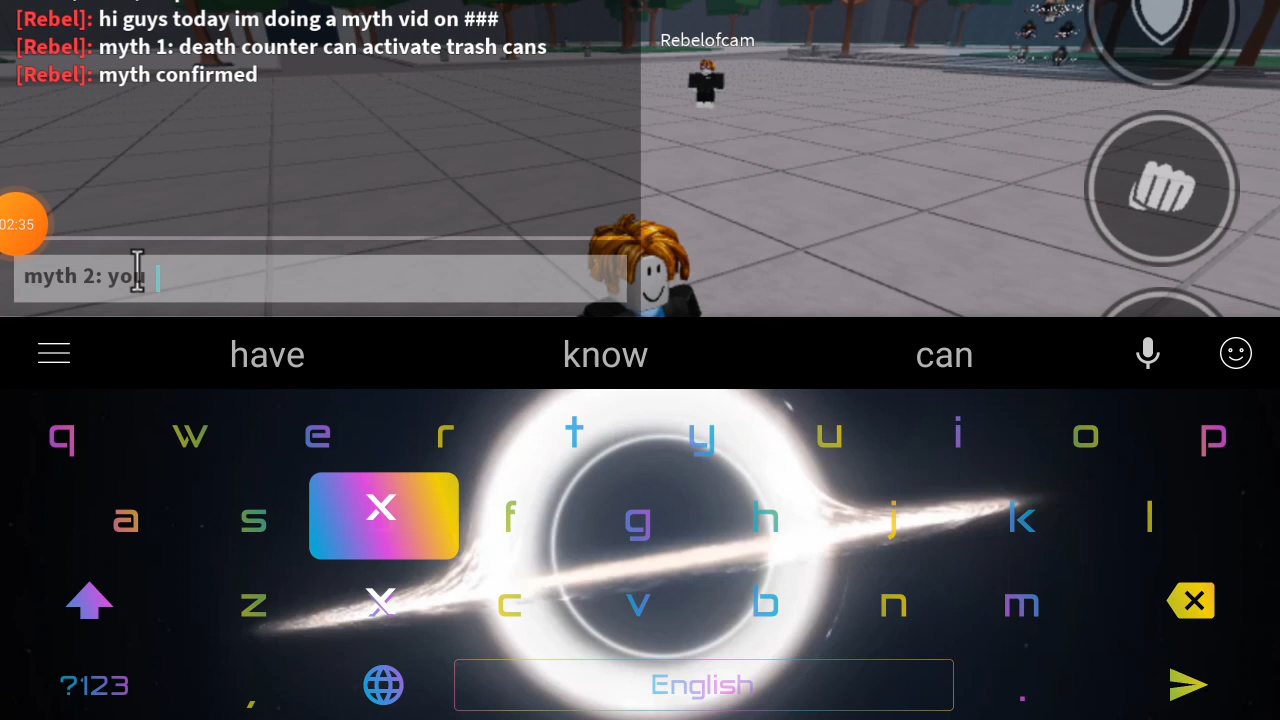 [Rebel]: hi guys today im doing a myth vid on ###
[Rebel]: myth 1: death counter can activate trash cans
[Rebel]: myth confirmed
Rebelofcam
02:35
myth 2: you
have know can
q w e r t y u i o p
a s x f g h j k l
z x c v b n m
?123 , English .